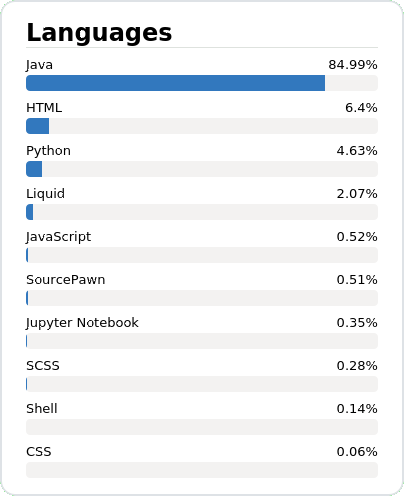 Languages
Java 84.99%
HTML 6.4%
Python 4.63%
Liquid 2.07%
JavaScript 0.52%
SourcePawn 0.51%
Jupyter Notebook 0.35%
SCSS 0.28%
Shell 0.14%
CSS 0.06%